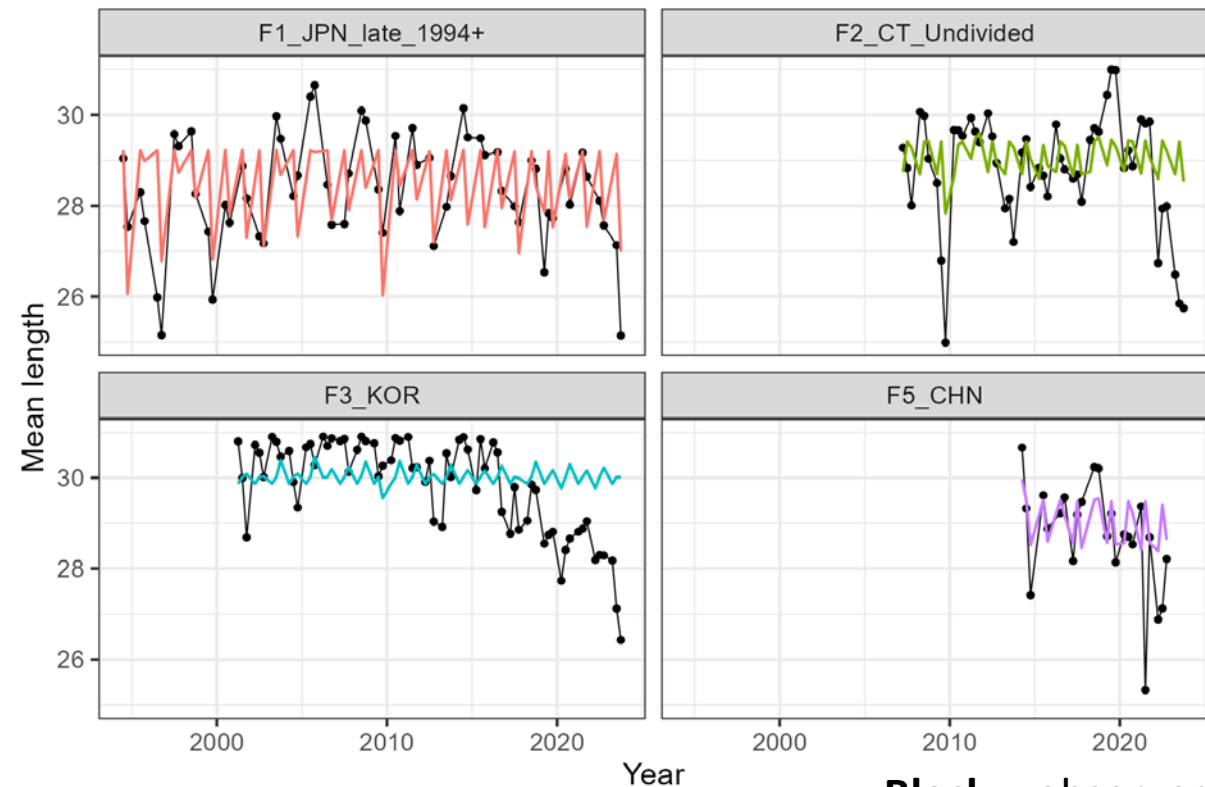 F1_JPN_late_1994+
F2_CT_Undivided
30
28
26
F3_KOR
F5_CHN
30
28
26
Mean length
2000
2010
2020
2000
2010
2020
Year